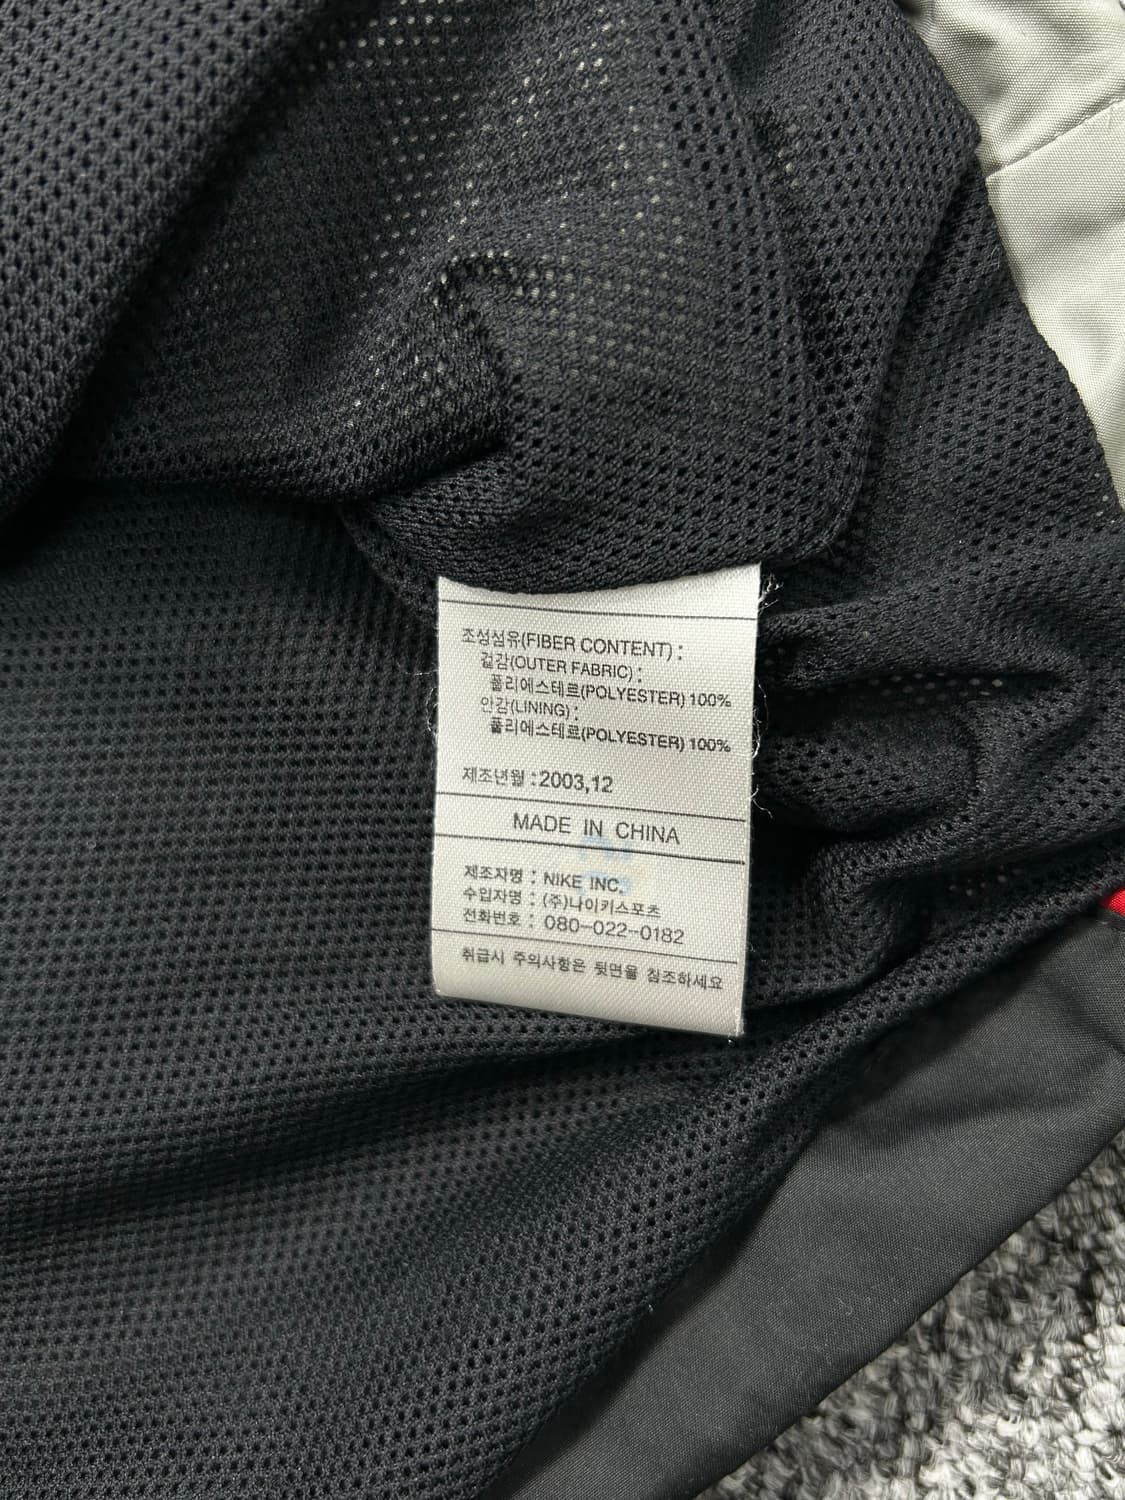 조성섬유(FIBER CONTENT) :
겉감(OUTER FABRIC) :
폴리에스테르(POLYESTER) 100%
안감(LINING) :
폴리에스테르(POLYESTER) 100%
제조년월 : 2003,12
MADE IN CHINA
제조자명 : NIKE INC.
수입자명 : (주)나이키스포츠
전화번호 : 080-022-0182
취급시 주의사항은 뒷면을 참조하세요